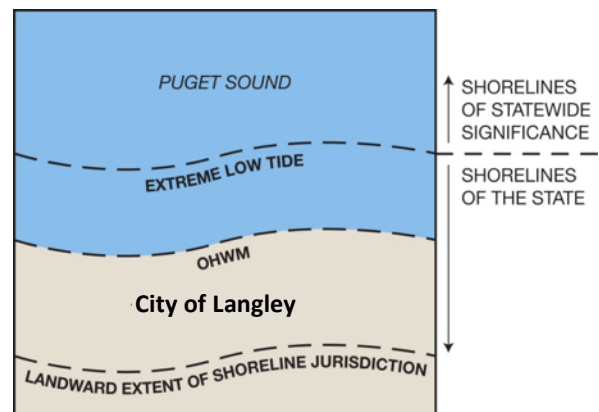 PUGET SOUND
SHORELINES
OF STATEWIDE
SIGNIFICANCE
EXTREME LOW TIDE
SHORELINES
OF THE STATE
OHWM
City of Langley
LANDWARD EXTENT OF SHORELINE JURISDICTION